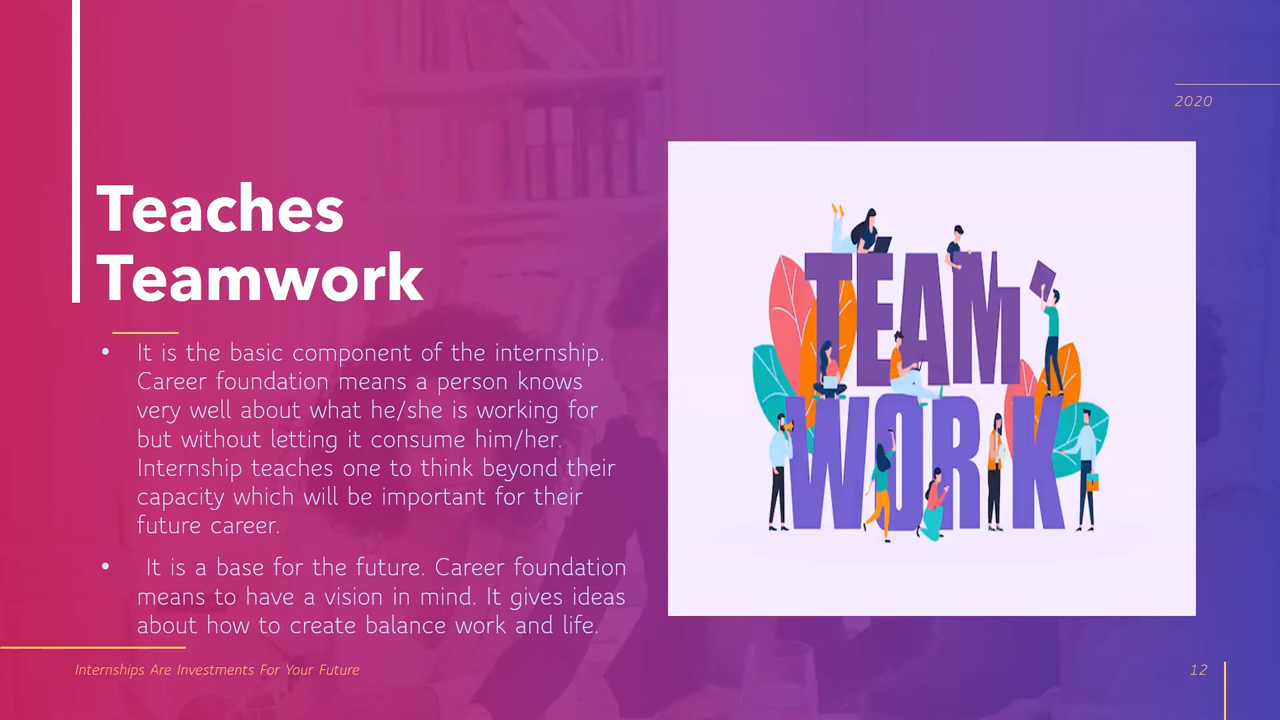 2020
Teaches
Teamwork
• It is the basic component of the internship.
Career foundation means a person knows
very well about what he/she is working for
but without letting it consume him/her.
Internship teaches one to think beyond their
capacity which will be important for their
future career.
• It is a base for the future. Career foundation
means to have a vision in mind. It gives ideas
about how to create balance work and life.
TEAM
WORK
Internships Are Investments For Your Future
12